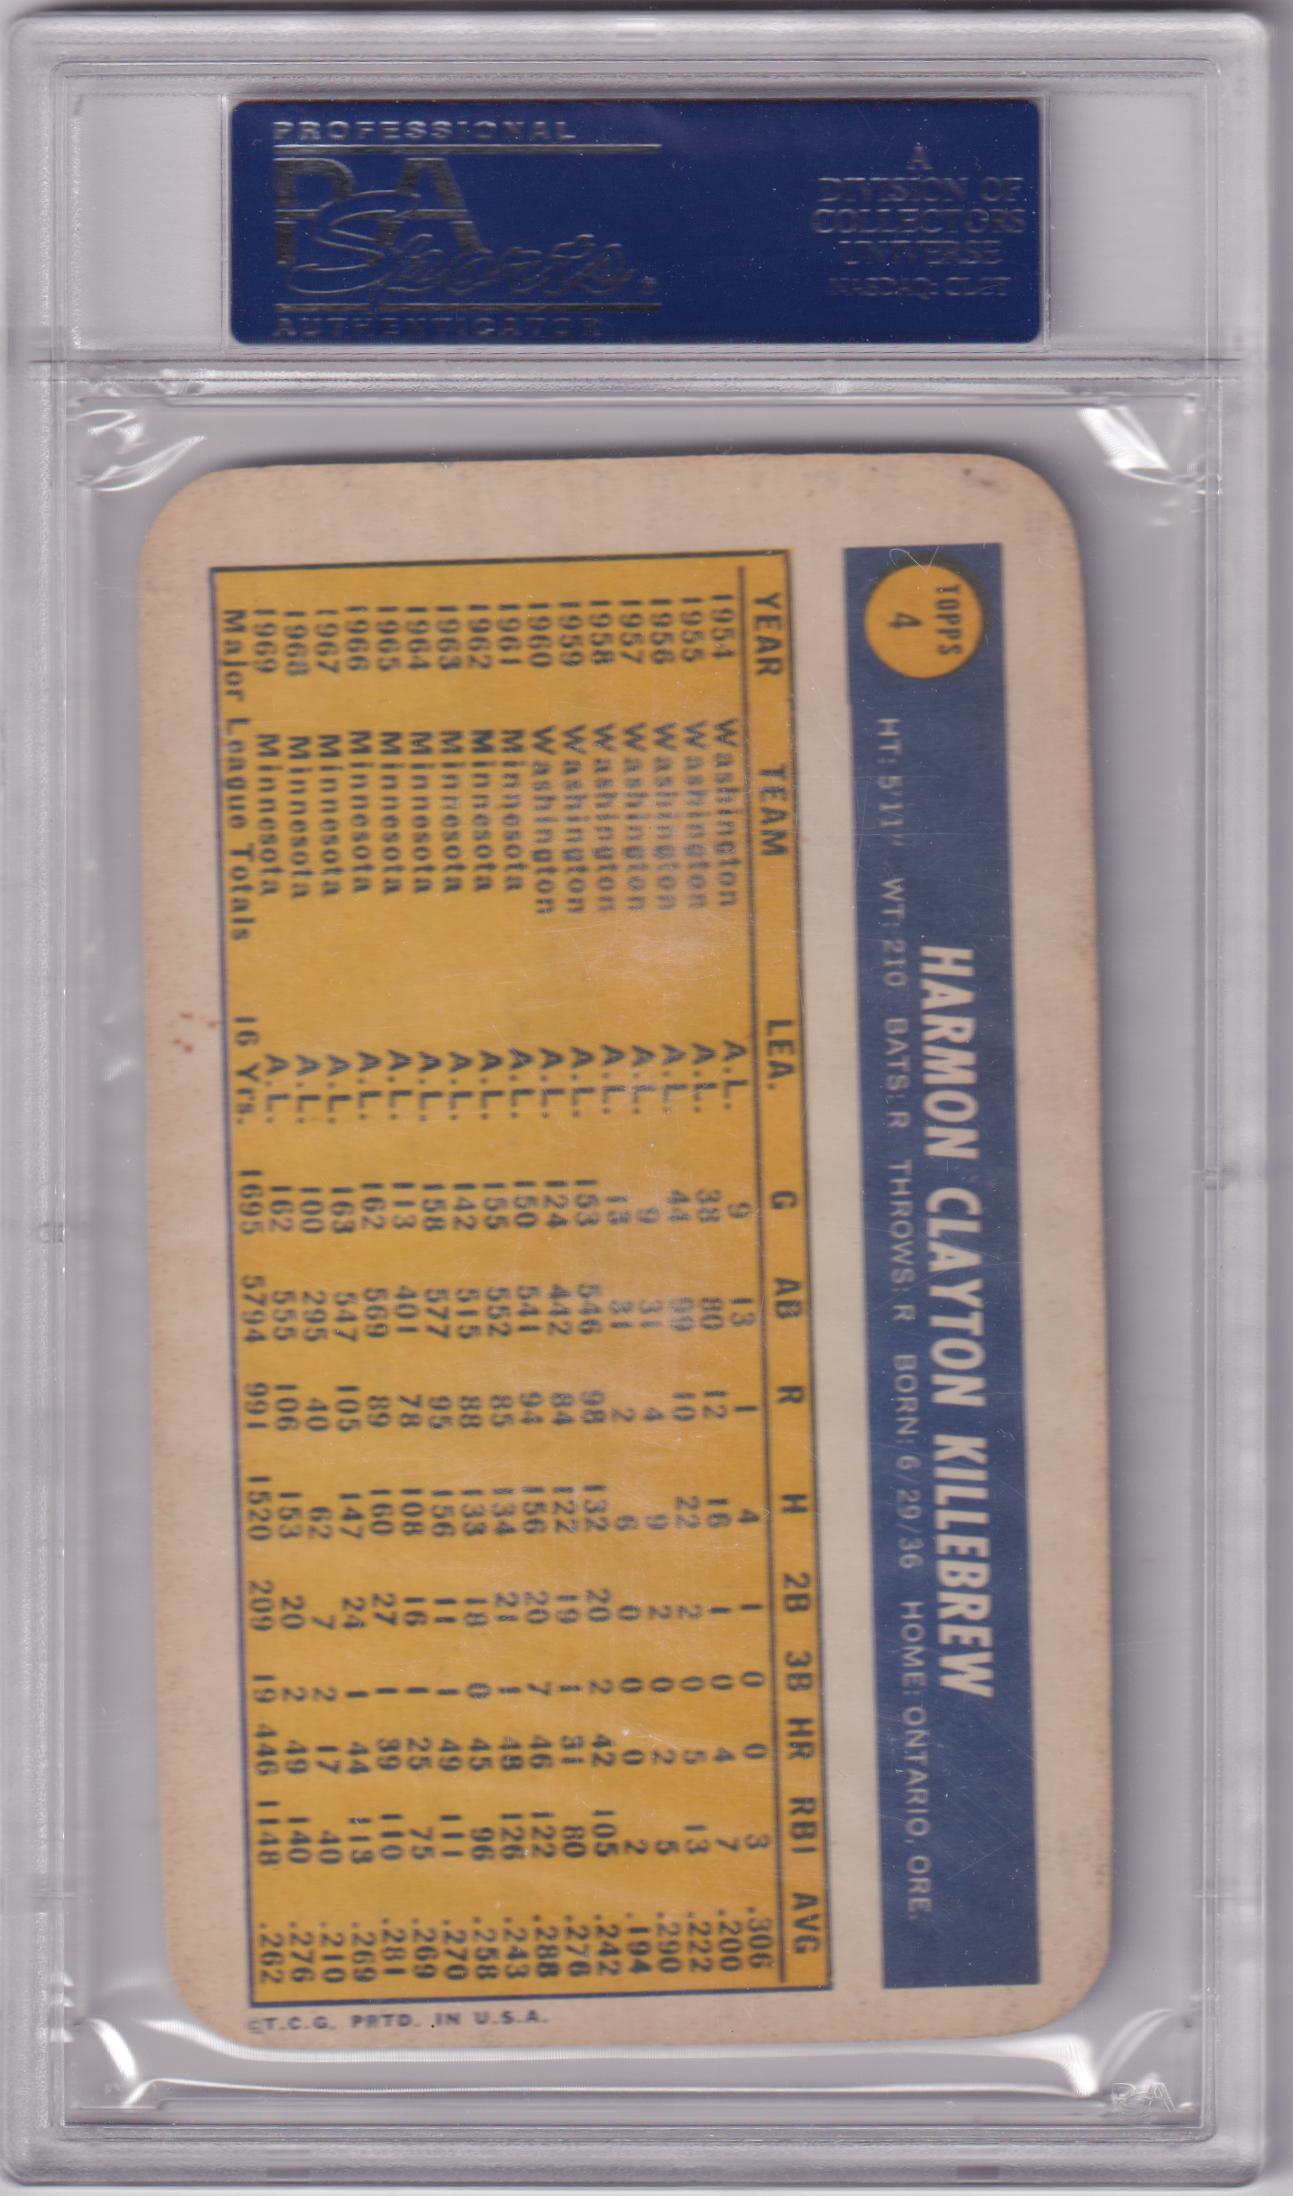 PROFESSIONAL
PSA
Sports
AUTHENTICATOR
A
DIVISION OF
COLLECTORS
UNIVERSE
NASDAQ: CLCT
TOPPS
4
HARMON CLAYTON KILLEBREW
HT: 5'11" WT: 210 BATS: R THROWS: R BORN: 6/29/36 HOME: ONTARIO, ORE.
YEAR TEAM LEA. G AB R H 2B 3B HR RBI AVG
1954 Washington A.L. 9 13 1 4 1 0 0 3 .306
1955 Washington A.L. 38 80 12 16 1 0 4 7 .200
1956 Washington A.L. 44 99 10 22 2 0 5 13 .222
1957 Washington A.L. 9 31 4 9 2 0 2 5 .290
1958 Washington A.L. 13 31 2 6 0 0 0 2 .194
1959 Washington A.L. 153 546 98 132 20 2 42 105 .242
1960 Washington A.L. 124 442 84 122 19 1 31 80 .276
1961 Minnesota A.L. 150 541 94 156 20 7 46 122 .288
1962 Minnesota A.L. 155 552 85 134 21 1 48 126 .243
1963 Minnesota A.L. 142 515 88 133 18 0 45 96 .258
1964 Minnesota A.L. 158 577 95 156 11 1 49 111 .270
1965 Minnesota A.L. 113 401 78 108 16 1 25 75 .269
1966 Minnesota A.L. 162 569 89 160 27 1 39 110 .281
1967 Minnesota A.L. 163 547 105 147 24 1 44 113 .269
1968 Minnesota A.L. 100 295 40 62 7 2 17 40 .210
1969 Minnesota A.L. 162 555 106 153 20 2 49 140 .276
Major League Totals 16 Yrs. 1695 5794 991 1520 209 19 446 1148 .262
©T.C.G. PRTD. IN U.S.A.
PSA